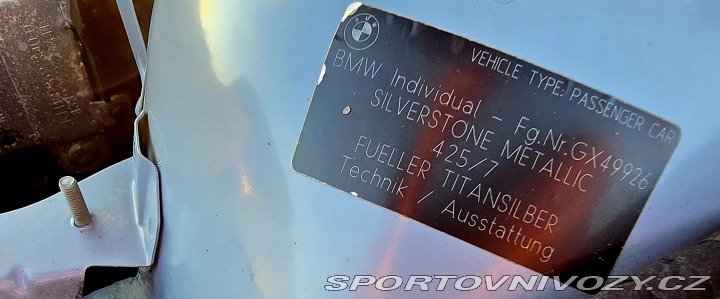 BMW
VEHICLE TYPE: PASSENGER CAR
BMW Individual - Fg.Nr.GX49926
SILVERSTONE METALLIC
425/7
FUELLER TITANSILBER
Technik / Ausstattung
SPORTOVNIVOZY.CZ